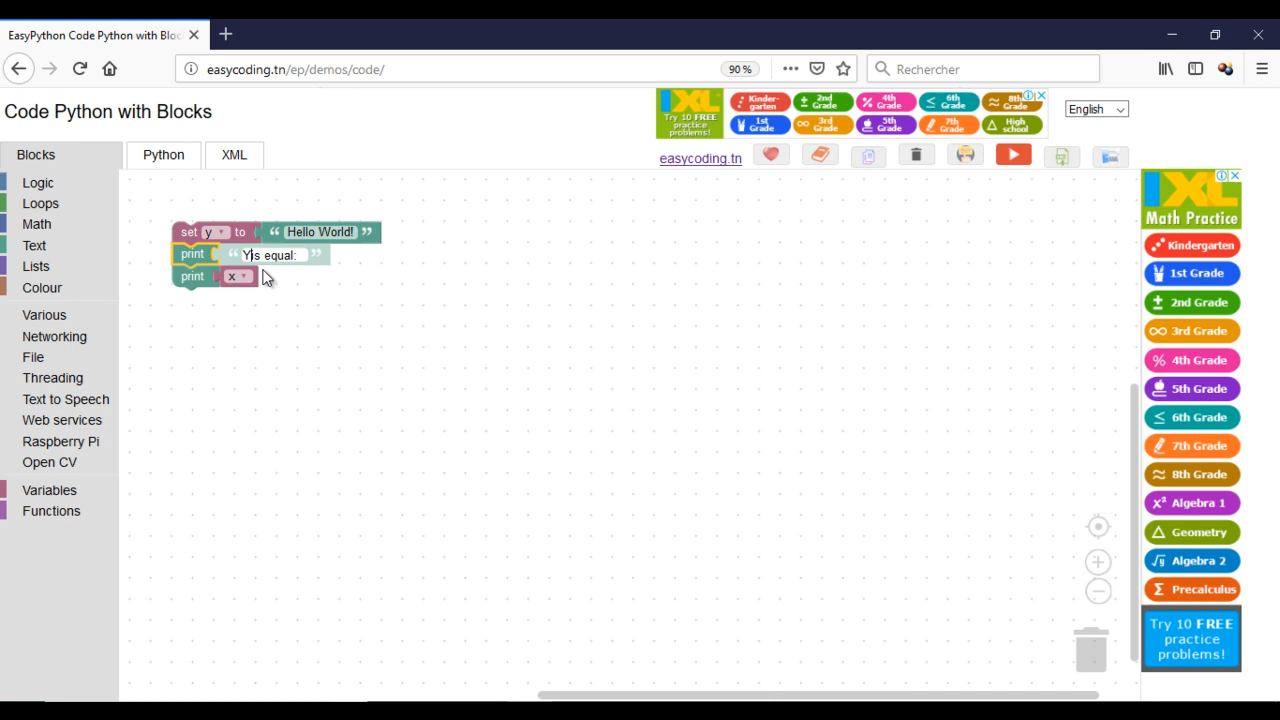 EasyPython Code Python with Bloc
easycoding.tn/ep/demos/code/
90 %
Rechercher
Code Python with Blocks
IXL
Try 10 FREE
practice
problems!
Kinder-
garten
2nd
Grade
4th
Grade
6th
Grade
8th
Grade
1st
Grade
3rd
Grade
5th
Grade
7th
Grade
High
school
English
Blocks
Python
XML
easycoding.tn
Logic
Loops
Math
Text
Lists
Colour
Various
Networking
File
Threading
Text to Speech
Web services
Raspberry Pi
Open CV
Variables
Functions
set y to “ Hello World! ”
print “ Yis equal: ”
print x
IXL
Math Practice
Kindergarten
1st Grade
2nd Grade
3rd Grade
4th Grade
5th Grade
6th Grade
7th Grade
8th Grade
x² Algebra 1
Geometry
√y Algebra 2
Σ Precalculus
Try 10 FREE
practice
problems!